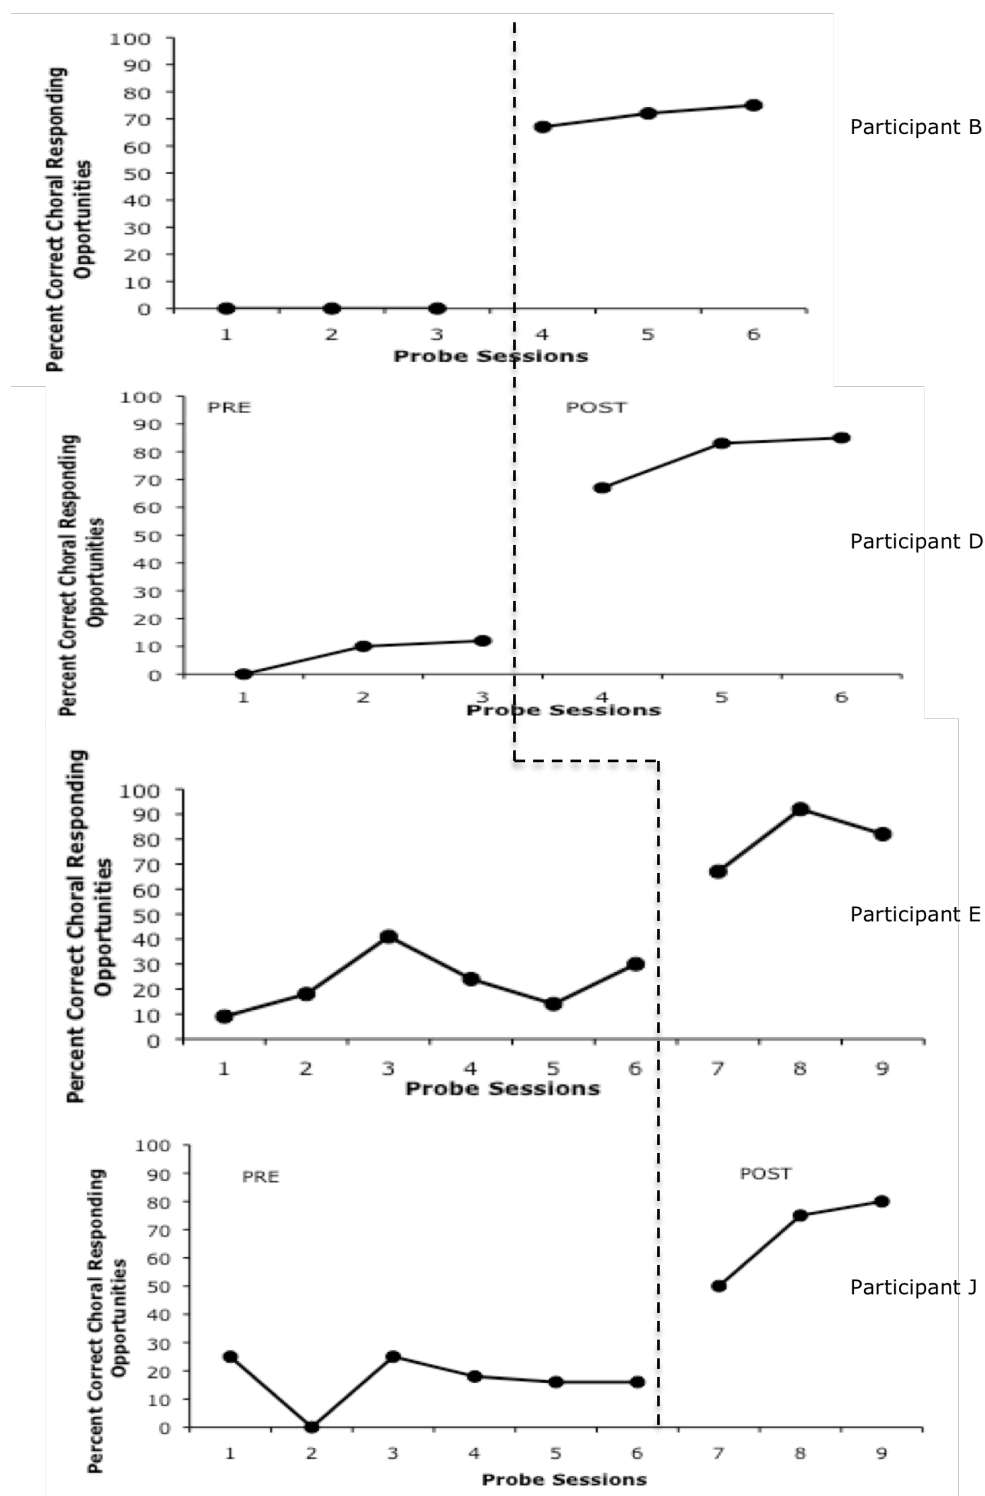 Percent Correct Choral Responding
Opportunities
100
90
80
70
60
50
40
30
20
10
0
1 2 3 4 5 6
Probe Sessions
Participant B
Percent Correct Choral Responding
Opportunities
PRE POST
100
90
80
70
60
50
40
30
20
10
0
1 2 3 4 5 6
Probe Sessions
Participant D
Percent Correct Choral Responding
Opportunities
100
90
80
70
60
50
40
30
20
10
0
1 2 3 4 5 6 7 8 9
Probe Sessions
Participant E
Percent Correct Choral Responding
Opportunities
PRE POST
100
90
80
70
60
50
40
30
20
10
0
1 2 3 4 5 6 7 8 9
Probe Sessions
Participant J